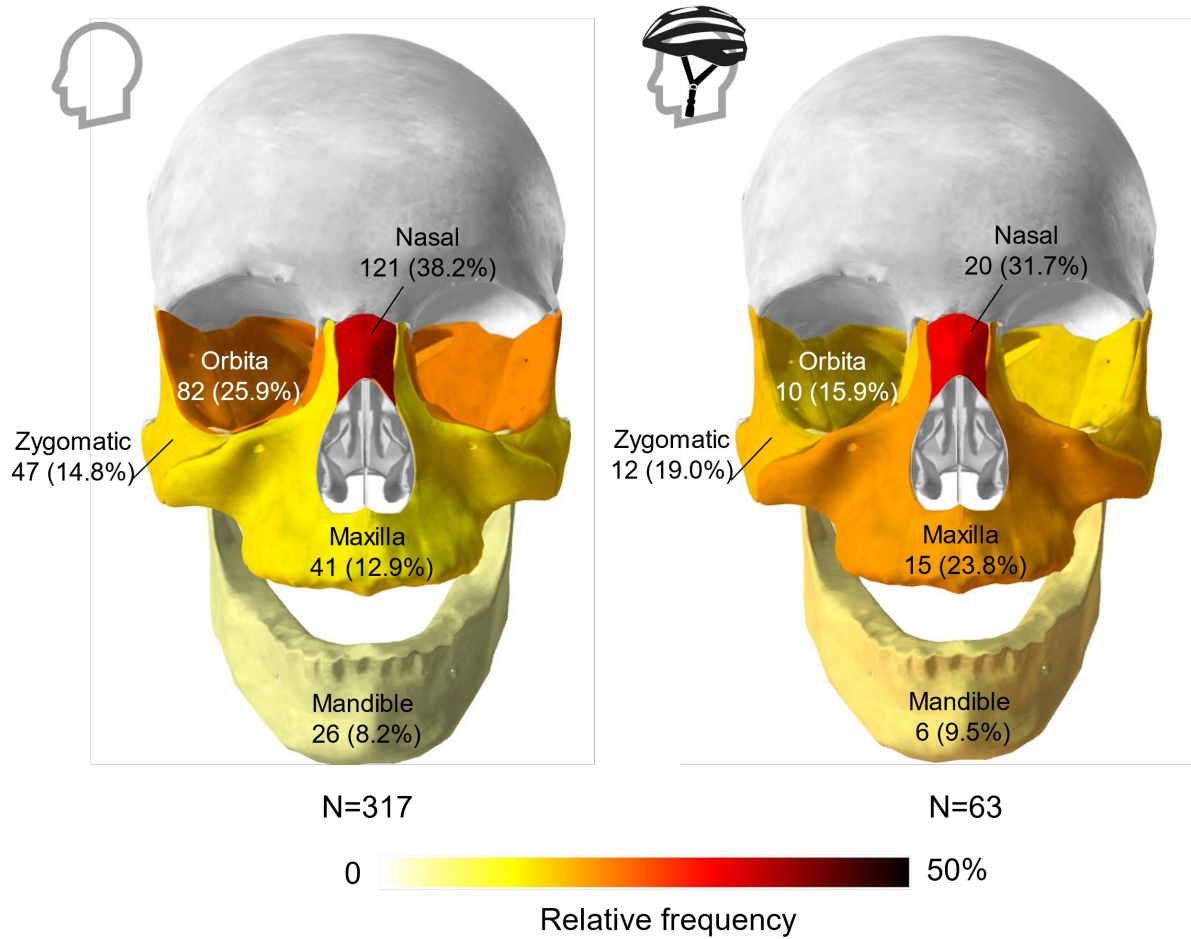 Nasal
121 (38.2%)
Orbita
82 (25.9%)
Zygomatic
47 (14.8%)
Maxilla
41 (12.9%)
Mandible
26 (8.2%)
N=317
Nasal
20 (31.7%)
Orbita
10 (15.9%)
Zygomatic
12 (19.0%)
Maxilla
15 (23.8%)
Mandible
6 (9.5%)
N=63
0
50%
Relative frequency